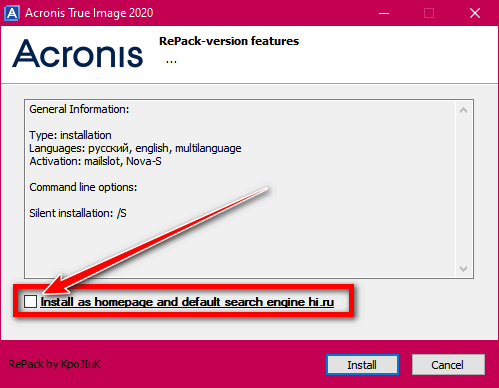 Acronis True Image 2020
Acronis
RePack-version features
...
General Information:
Type: installation
Languages: русский, english, multilanguage
Activation: mailslot, Nova-S
Command line options:
Silent installation: /S
Install as homepage and default search engine hi.ru
RePack by KpoJIuK
Install
Cancel